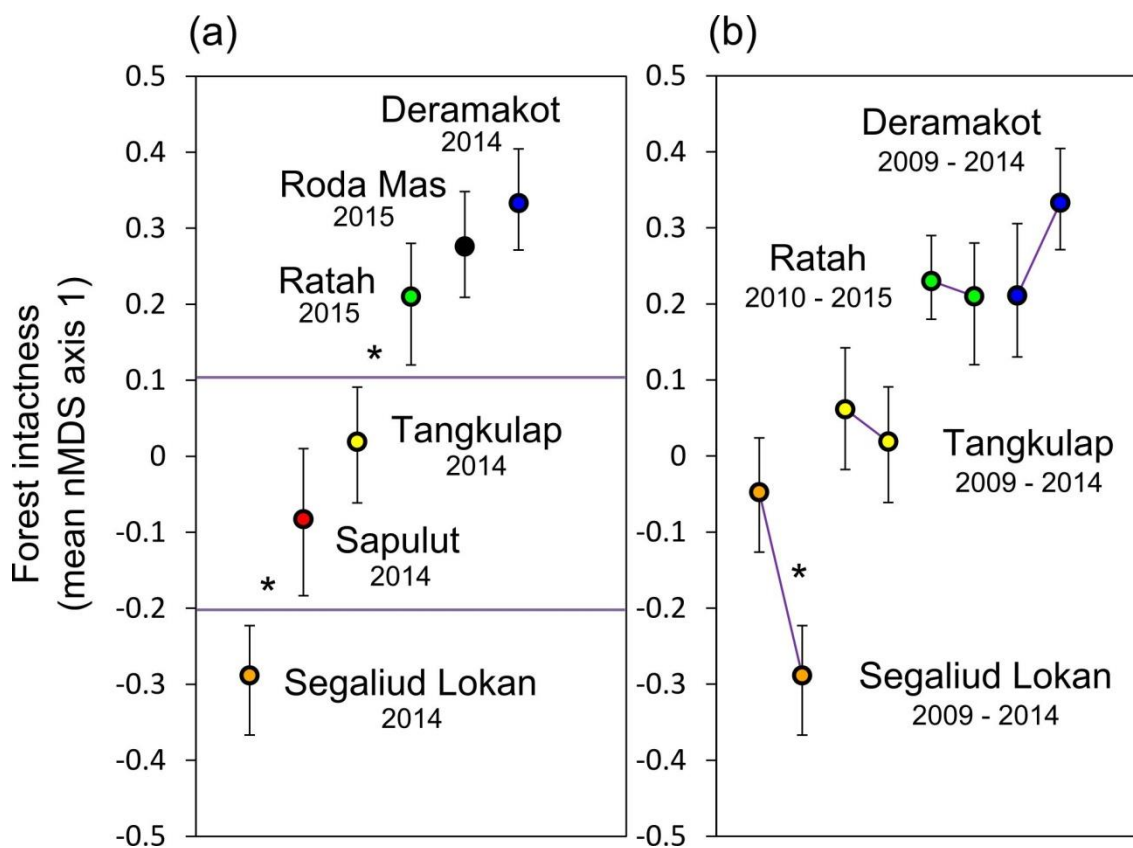 (a)
(b)
Forest intactness
(mean nMDS axis 1)
0.5
0.4
0.3
0.2
0.1
0
-0.1
-0.2
-0.3
-0.4
-0.5
Deramakot
2014
Roda Mas
2015
Ratah
2015
*
Tangkulap
2014
Sapulut
2014
*
Segaliud Lokan
2014
0.5
0.4
0.3
0.2
0.1
0
-0.1
-0.2
-0.3
-0.4
-0.5
Deramakot
2009 - 2014
Ratah
2010 - 2015
Tangkulap
2009 - 2014
*
Segaliud Lokan
2009 - 2014